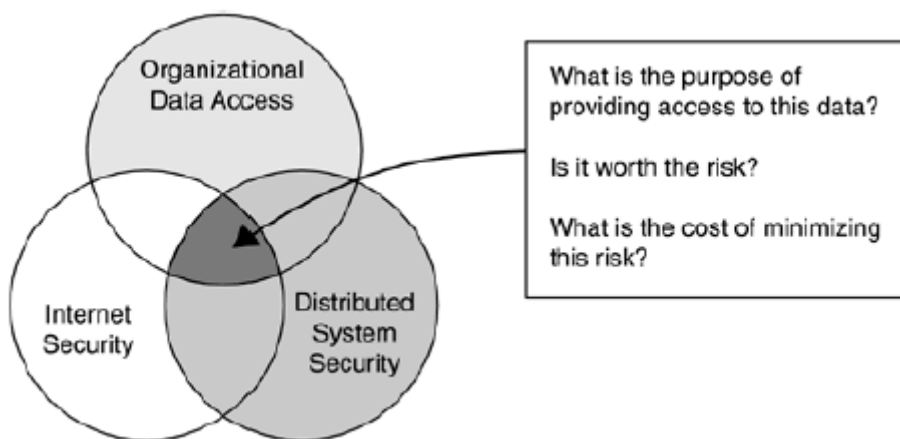 Organizational
Data Access
What is the purpose of
providing access to this data?
Is it worth the risk?
What is the cost of minimizing
this risk?
Internet
Security
Distributed
System
Security